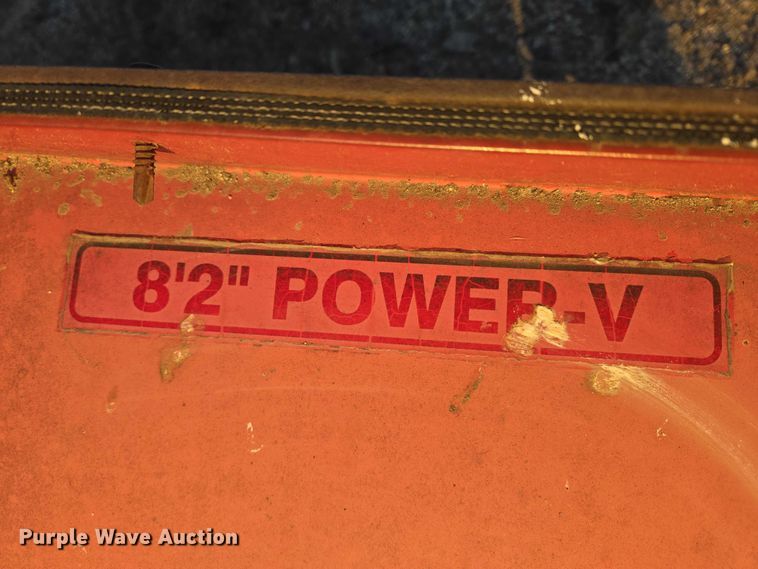 8'2" POWER-V
Purple Wave Auction